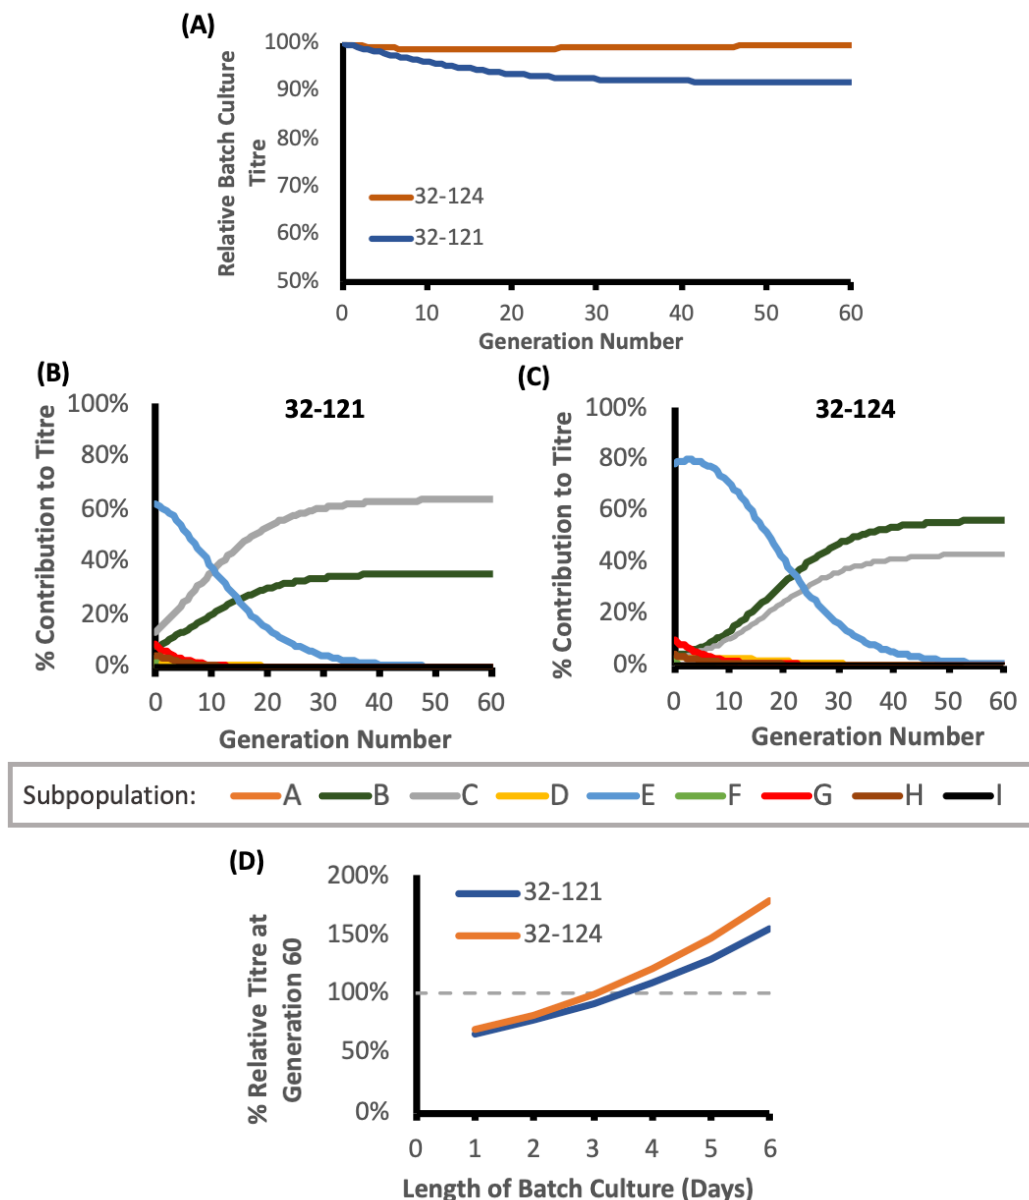 (A)
Relative Batch Culture
Titre
100%
90%
80%
70%
60%
50%
32-124
32-121
0 10 20 30 40 50 60
Generation Number
(B)
32-121
% Contribution to Titre
100%
80%
60%
40%
20%
0%
0 10 20 30 40 50 60
Generation Number
(C)
32-124
% Contribution to Titre
100%
80%
60%
40%
20%
0%
0 10 20 30 40 50 60
Generation Number
Subpopulation: A B C D E F G H I
(D)
% Relative Titre at
Generation 60
200%
150%
100%
50%
0%
32-121
32-124
0 1 2 3 4 5 6
Length of Batch Culture (Days)